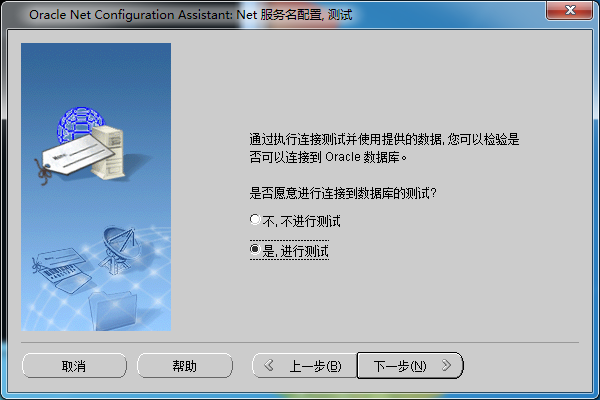 Oracle Net Configuration Assistant: Net 服务名配置, 测试
通过执行连接测试并使用提供的数据, 您可以检验是
否可以连接到 Oracle 数据库。
是否愿意进行连接到数据库的测试?
不, 不进行测试
是, 进行测试
取消
帮助
上一步(B)
下一步(N)